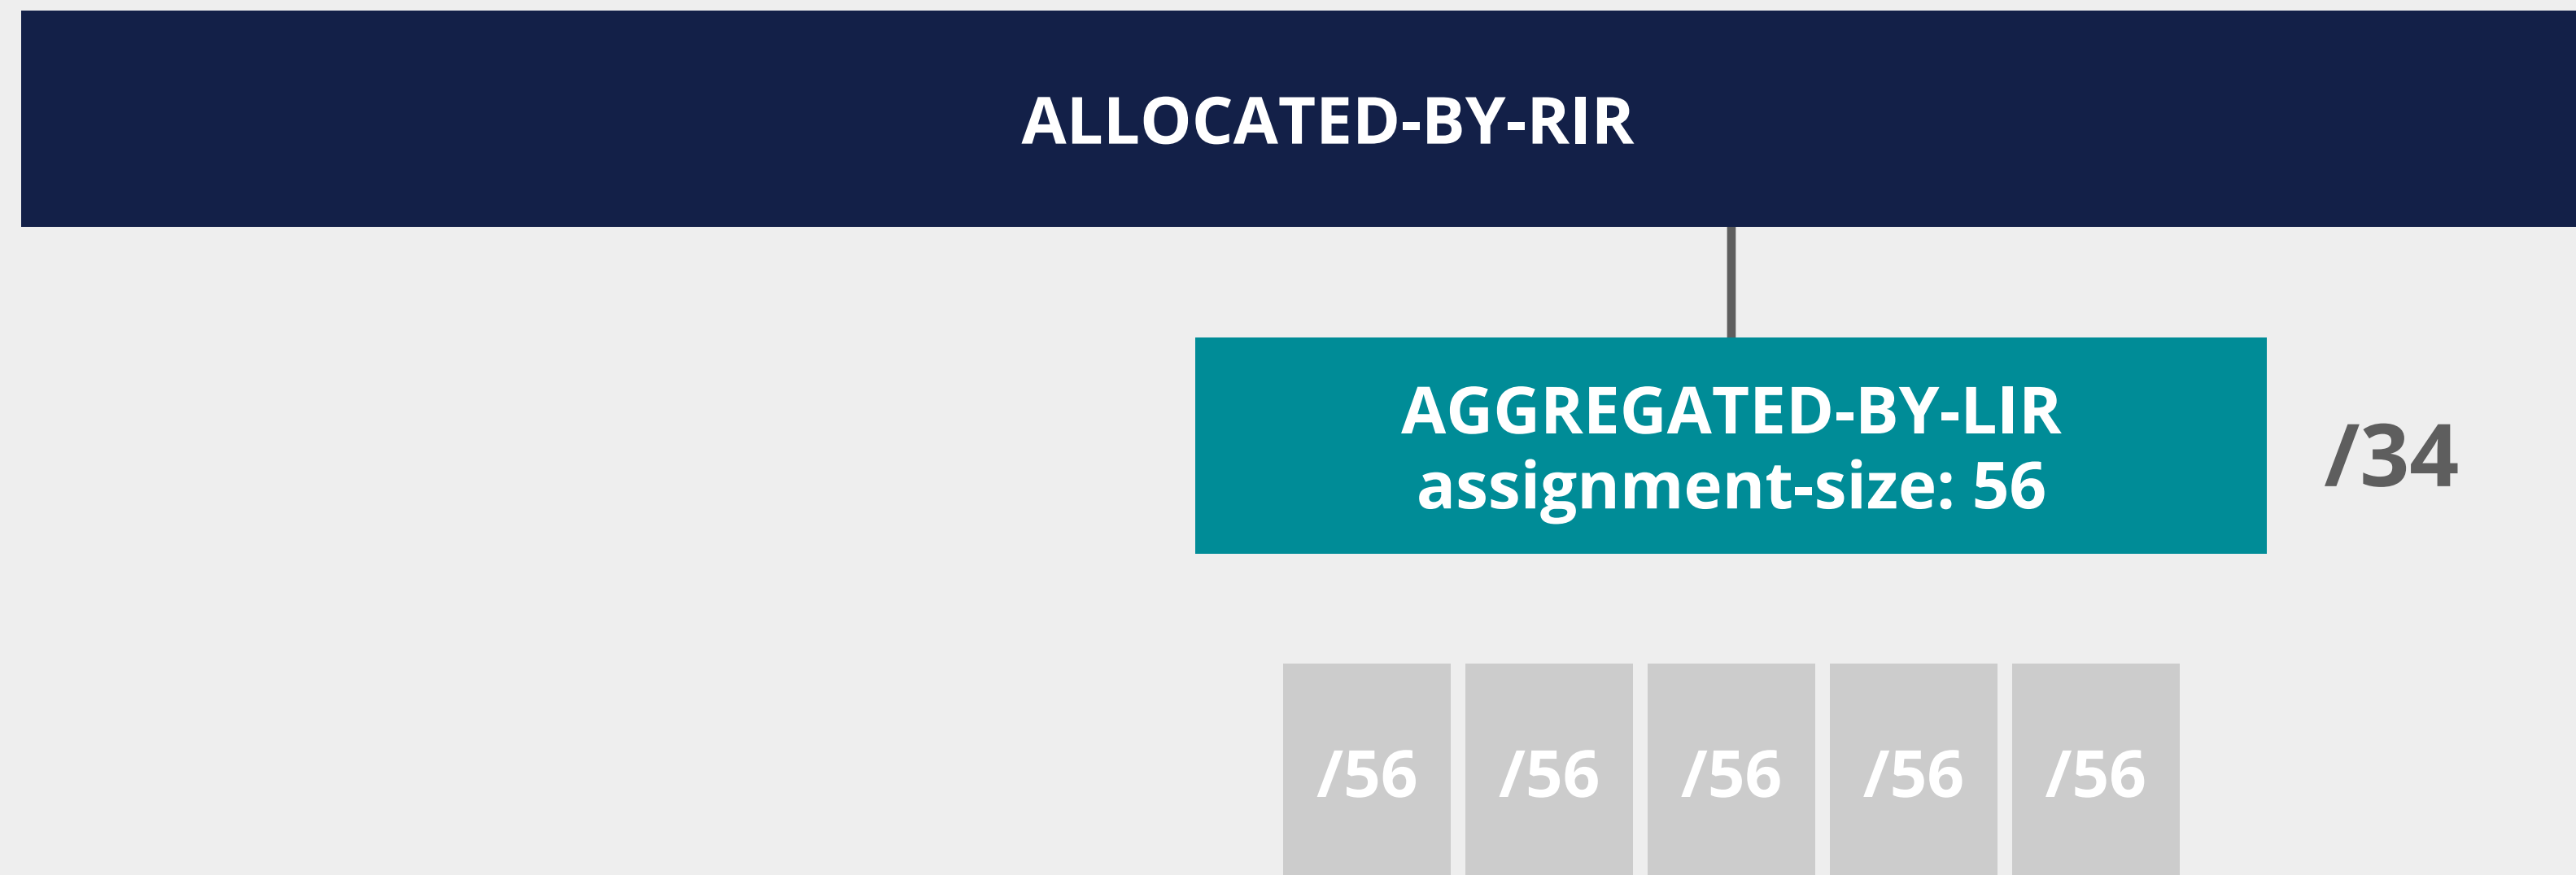 ALLOCATED-BY-RIR
AGGREGATED-BY-LIR
assignment-size: 56
/34
/56 /56 /56 /56 /56